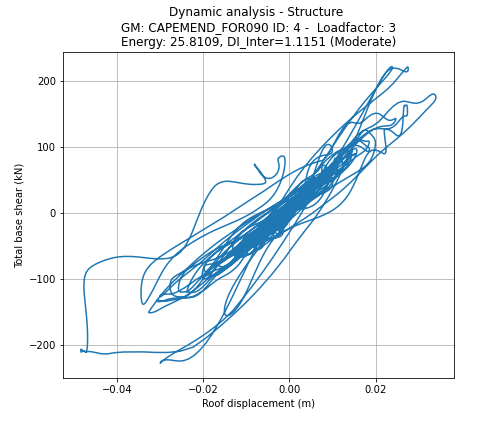 Dynamic analysis - Structure
GM: CAPEMEND_FOR090 ID: 4 - Loadfactor: 3
Energy: 25.8109, DI_Inter=1.1151 (Moderate)
Total base shear (kN)
200
100
0
−100
−200
−0.04 −0.02 0.00 0.02
Roof displacement (m)